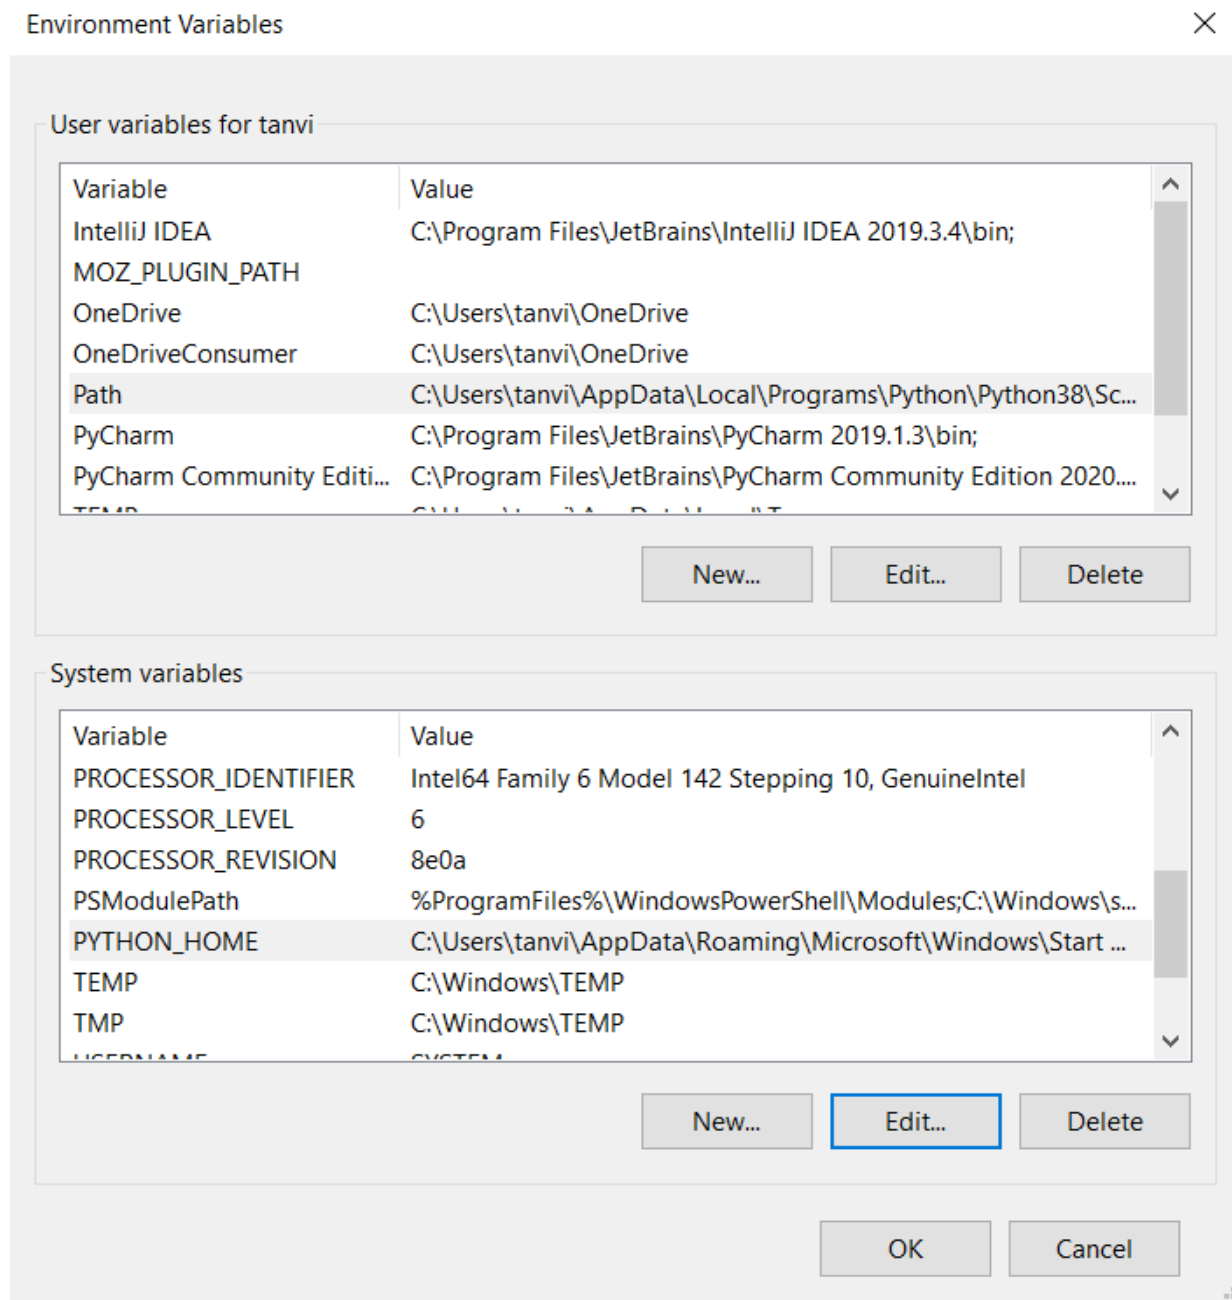 Environment Variables
User variables for tanvi
Variable Value
IntelliJ IDEA C:\Program Files\JetBrains\IntelliJ IDEA 2019.3.4\bin;
MOZ_PLUGIN_PATH
OneDrive C:\Users\tanvi\OneDrive
OneDriveConsumer C:\Users\tanvi\OneDrive
Path C:\Users\tanvi\AppData\Local\Programs\Python\Python38\Sc...
PyCharm C:\Program Files\JetBrains\PyCharm 2019.1.3\bin;
PyCharm Community Editi... C:\Program Files\JetBrains\PyCharm Community Edition 2020....
New... Edit... Delete
System variables
Variable Value
PROCESSOR_IDENTIFIER Intel64 Family 6 Model 142 Stepping 10, GenuineIntel
PROCESSOR_LEVEL 6
PROCESSOR_REVISION 8e0a
PSModulePath %ProgramFiles%\WindowsPowerShell\Modules;C:\Windows\s...
PYTHON_HOME C:\Users\tanvi\AppData\Roaming\Microsoft\Windows\Start ...
TEMP C:\Windows\TEMP
TMP C:\Windows\TEMP
USERNAME SYSTEM
New... Edit... Delete
OK Cancel